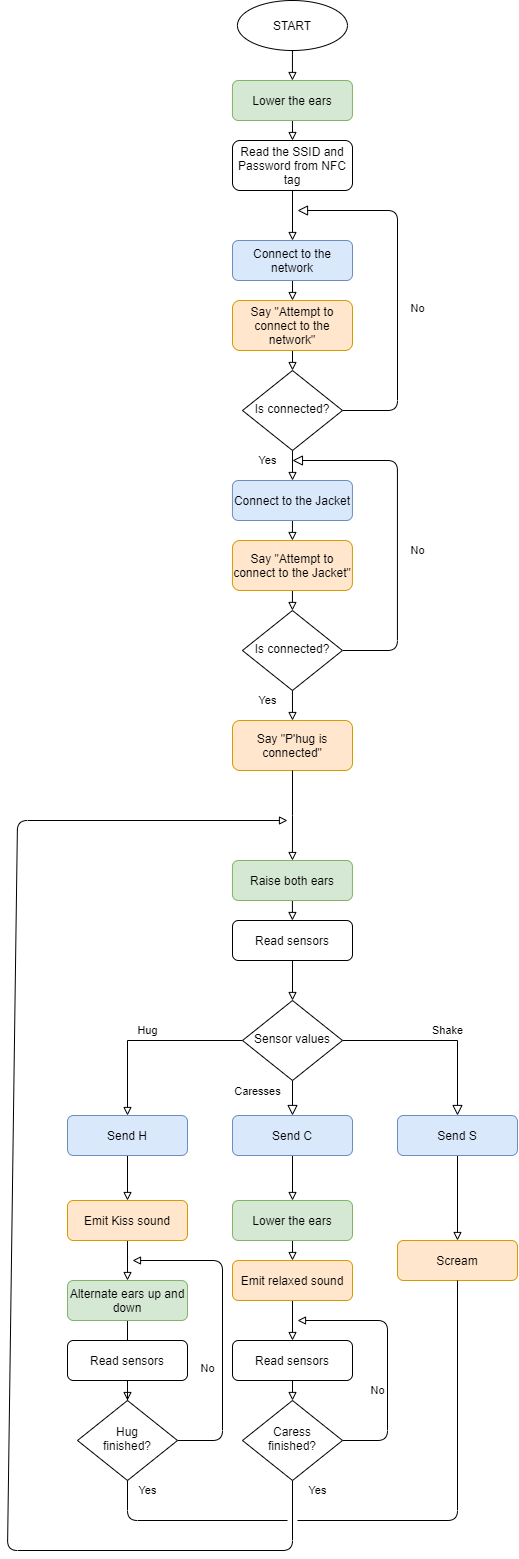 START
Lower the ears
Read the SSID and
Password from NFC
tag
Connect to the
network
No
Say "Attempt to
connect to the
network"
Is connected?
Yes
Connect to the Jacket
No
Say "Attempt to
connect to the Jacket"
Is connected?
Yes
Say "P'hug is
connected"
Raise both ears
Read sensors
Sensor values
Hug
Shake
Caresses
Send H
Send C
Send S
Emit Kiss sound
Lower the ears
Scream
Emit relaxed sound
Alternate ears up and
down
Read sensors
Read sensors
No
No
Hug
finished?
Caress
finished?
Yes
Yes